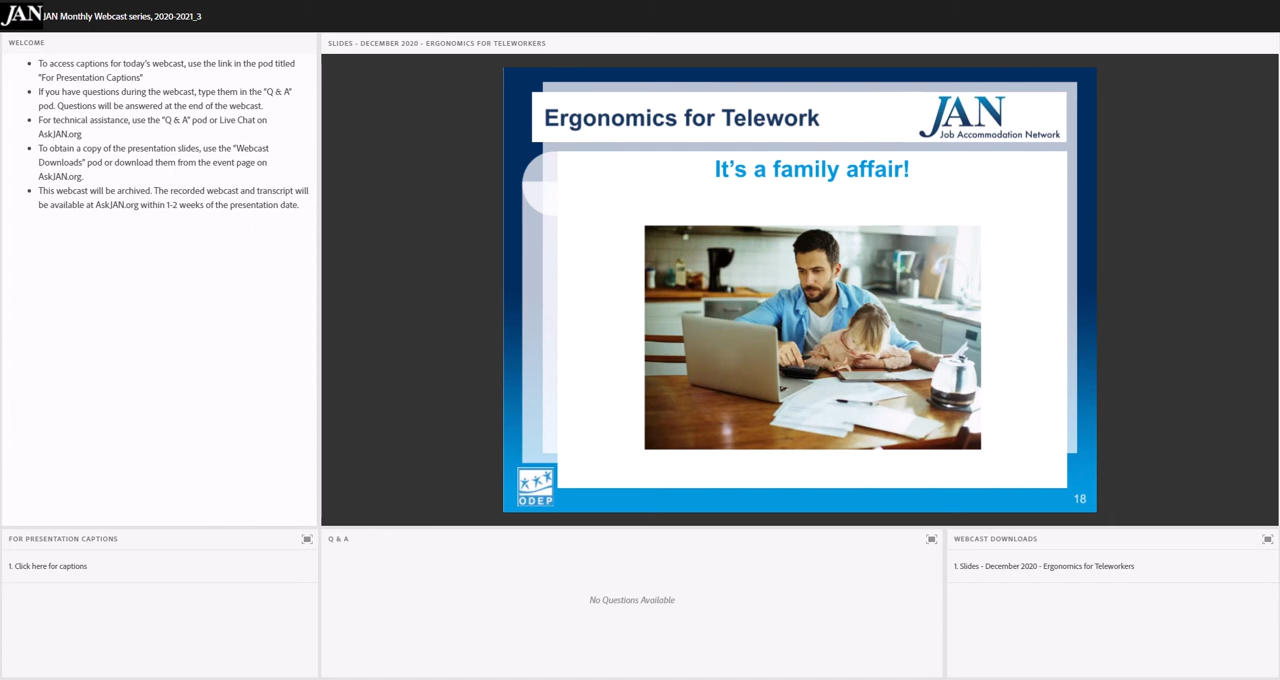 JAN JAN Monthly Webcast series, 2020-2021_3
WELCOME
To access captions for today's webcast, use the link in the pod titled
"For Presentation Captions"
If you have questions during the webcast, type them in the "Q & A"
pod. Questions will be answered at the end of the webcast.
For technical assistance, use the "Q & A" pod or Live Chat on
AskJAN.org
To obtain a copy of the presentation slides, use the "Webcast
Downloads" pod or download them from the event page on
AskJAN.org.
This webcast will be archived. The recorded webcast and transcript will
be available at AskJAN.org within 1-2 weeks of the presentation date.
SLIDES - DECEMBER 2020 - ERGONOMICS FOR TELEWORKERS
Ergonomics for Telework
JAN
Job Accommodation Network
It's a family affair!
ODEP
18
FOR PRESENTATION CAPTIONS
1. Click here for captions
Q & A
No Questions Available
WEBCAST DOWNLOADS
1. Slides - December 2020 - Ergonomics for Teleworkers